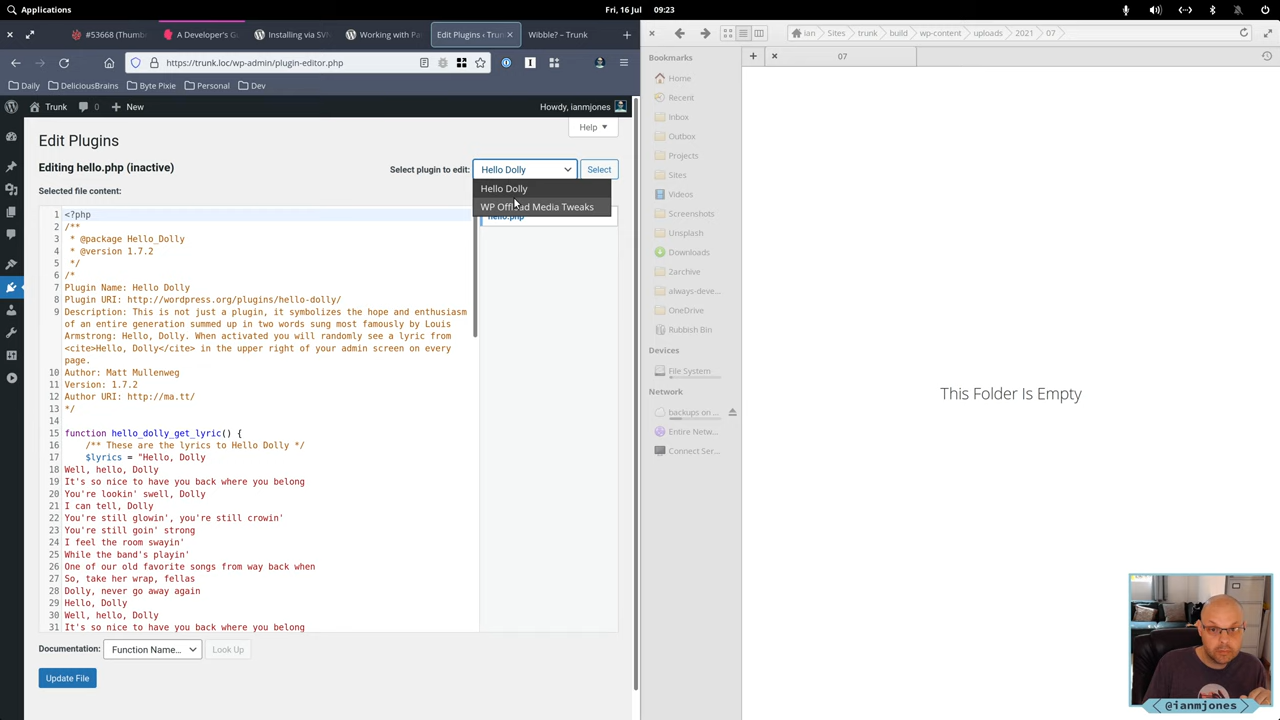 Applications
Fri, 16 Jul
09:23
#53668 (Tramp
A Developer's G
Installing via SVN
Working with Pa
Edit Plugins ‹ Trun
Wibble? – Trunk
https://trunk.loc/wp-admin/plugin-editor.php
Daily
DeliciousBrains
Byte Pixie
Personal
Dev
Trunk
0
New
Howdy, ianmjones
Help
Edit Plugins
Editing hello.php (inactive)
Select plugin to edit:
Hello Dolly
Select
Hello Dolly
WP Offload Media Tweaks
hello.php
Selected file content:
1 <?php
2 /**
3  * @package Hello_Dolly
4  * @version 1.7.2
5  */
6 /*
7 Plugin Name: Hello Dolly
8 Plugin URI: http://wordpress.org/plugins/hello-dolly/
9 Description: This is not just a plugin, it symbolizes the hope and enthusiasm
of an entire generation summed up in two words sung most famously by Louis
Armstrong: Hello, Dolly. When activated you will randomly see a lyric from
<cite>Hello, Dolly</cite> in the upper right of your admin screen on every
page.
10 Author: Matt Mullenweg
11 Version: 1.7.2
12 Author URI: http://ma.tt/
13 */
14
15 function hello_dolly_get_lyric() {
16     /** These are the lyrics to Hello Dolly */
17     $lyrics = "Hello, Dolly
18 Well, hello, Dolly
19 It's so nice to have you back where you belong
20 You're lookin' swell, Dolly
21 I can tell, Dolly
22 You're still glowin', you're still crowin'
23 You're still goin' strong
24 I feel the room swayin'
25 While the band's playin'
26 One of our old favorite songs from way back when
27 So, take her wrap, fellas
28 Dolly, never go away again
29 Hello, Dolly
30 Well, hello, Dolly
31 It's so nice to have you back where you belong
Documentation:
Function Name...
Look Up
Update File
ian
Sites
trunk
build
wp-content
uploads
2021
07
07
Bookmarks
Home
Recent
Inbox
Outbox
Projects
Sites
Videos
Screenshots
Unsplash
Downloads
2archive
always-deve...
OneDrive
Rubbish Bin
Devices
File System
Network
backups on ...
Entire Netw...
Connect Ser...
This Folder Is Empty
@ianmjones